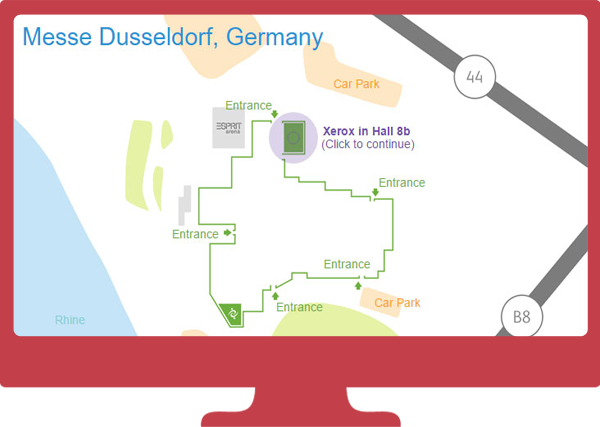 Messe Dusseldorf, Germany
44
Car Park
Entrance
ESPRIT
arena
Xerox in Hall 8b
(Click to continue)
Entrance
Entrance
Entrance
Entrance
Car Park
Rhine
B8